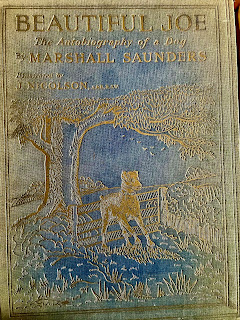 BEAUTIFUL JOE
The Autobiography of a Dog
By MARSHALL SAUNDERS